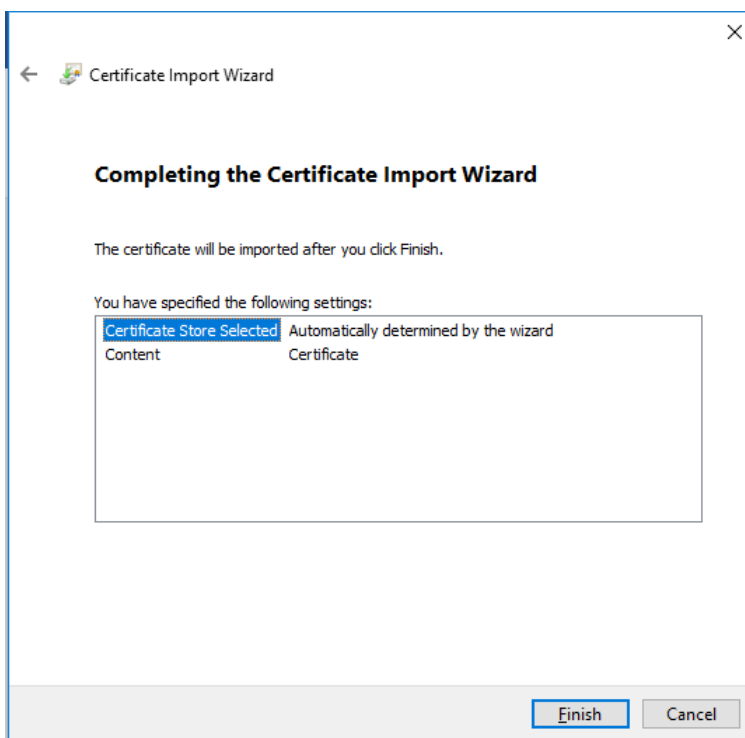 Certificate Import Wizard
Completing the Certificate Import Wizard
The certificate will be imported after you click Finish.
You have specified the following settings:
Certificate Store Selected Automatically determined by the wizard
Content Certificate
Finish Cancel